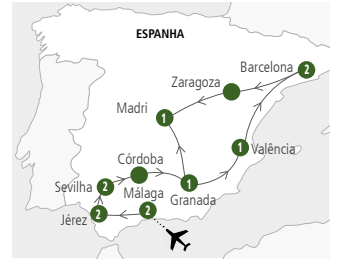 ESPANHA
Barcelona
2
Zaragoza
Madri
1
1
Valência
Córdoba
Sevilha
2
Málaga
1
Granada
Jérez
2
2